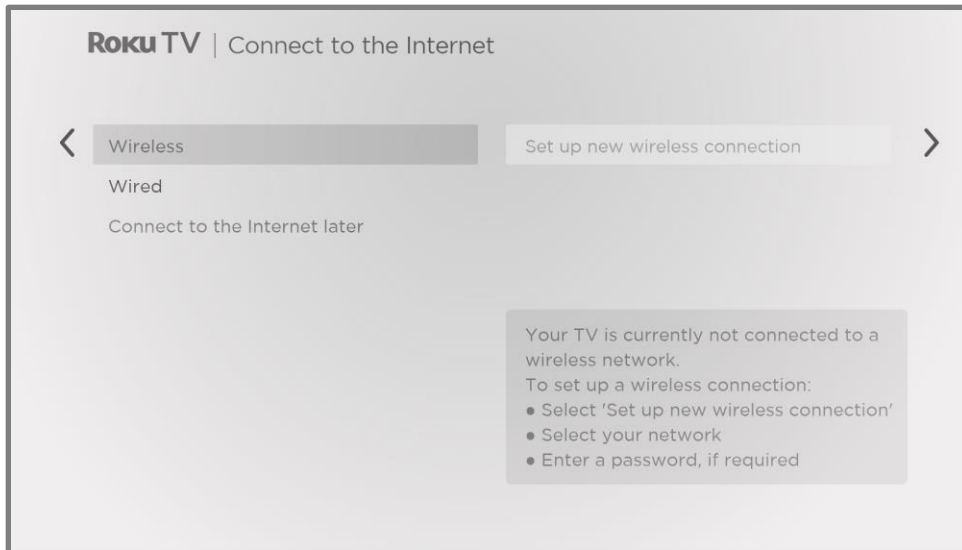 Roku TV | Connect to the Internet
Wireless
Set up new wireless connection
Wired
Connect to the Internet later
Your TV is currently not connected to a
wireless network.
To set up a wireless connection:
● Select 'Set up new wireless connection'
● Select your network
● Enter a password, if required